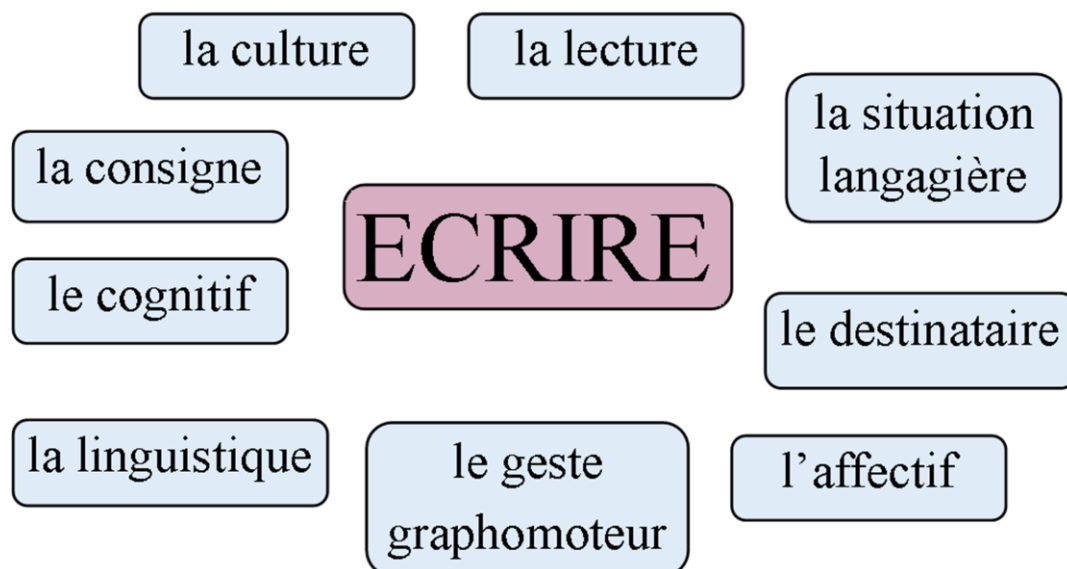 la culture
la lecture
la situation
langagière
la consigne
ECRIRE
le cognitif
le destinataire
la linguistique
le geste
graphomoteur
l’affectif